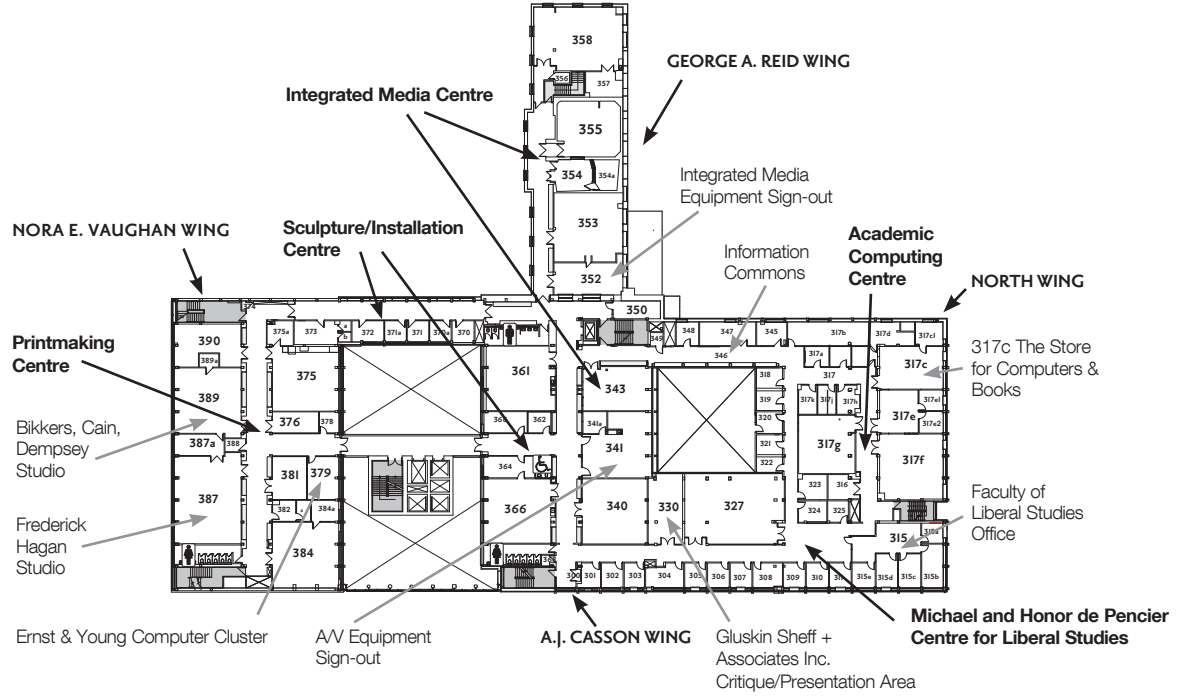 358
GEORGE A. REID WING
356
357
Integrated Media Centre
355
354
354a
Integrated Media
Equipment Sign-out
353
NORA E. VAUGHAN WING
Sculpture/Installation
Centre
Information
Commons
Academic
Computing
Centre
352
NORTH WING
350
375a
373
a
b
372
371a
371
370a
370
349
348
347
345
317b
317d
317c1
390
389a
Printmaking
Centre
346
317a
317c
317c The Store
for Computers &
Books
375
361
343
318
317
389
319
317k
317j
317h
317e1
317e
317e2
376
378
362
341a
320
Bikkers, Cain,
Dempsey
Studio
387a
388
341
321
317g
317f
381
379
364
322
387
366
340
330
327
323
316
382
384a
324
325
Faculty of
Liberal Studies
Office
Frederick
Hagan
Studio
384
315
300
301
302
303
304
305
306
307
308
309
310
315e
315d
315c
315b
Ernst & Young Computer Cluster
A/V Equipment
Sign-out
A.J. CASSON WING
Gluskin Sheff +
Associates Inc.
Critique/Presentation Area
Michael and Honor de Pencier
Centre for Liberal Studies